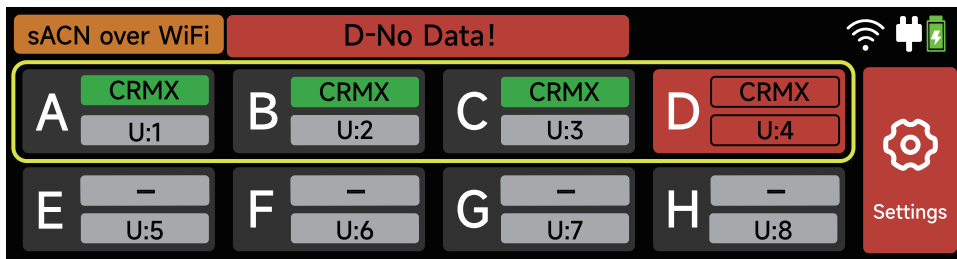 sACN over WiFi
D-No Data!
A
CRMX
U:1
B
CRMX
U:2
C
CRMX
U:3
D
CRMX
U:4
E
–
U:5
F
–
U:6
G
–
U:7
H
–
U:8
Settings